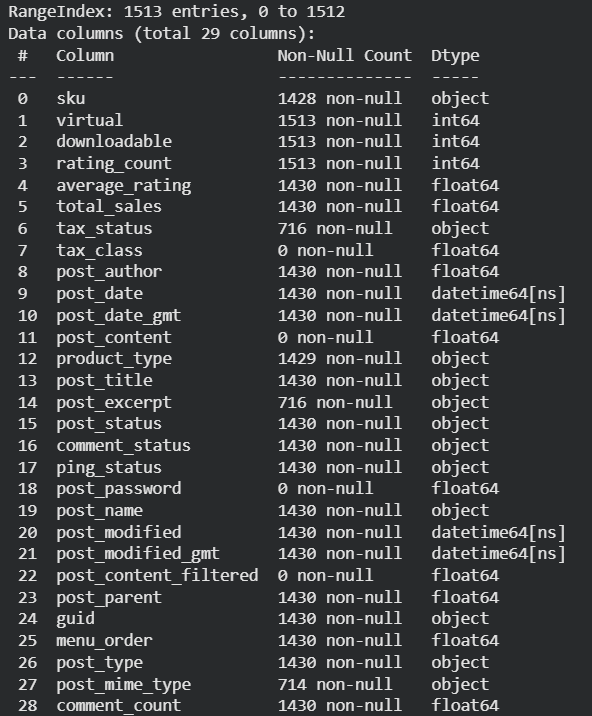 RangeIndex: 1513 entries, 0 to 1512
Data columns (total 29 columns):
 #   Column                 Non-Null Count  Dtype
---  ------                 --------------  -----
 0   sku                    1428 non-null   object
 1   virtual                1513 non-null   int64
 2   downloadable           1513 non-null   int64
 3   rating_count           1513 non-null   int64
 4   average_rating         1430 non-null   float64
 5   total_sales            1430 non-null   float64
 6   tax_status             716 non-null    object
 7   tax_class              0 non-null      float64
 8   post_author            1430 non-null   float64
 9   post_date              1430 non-null   datetime64[ns]
 10  post_date_gmt          1430 non-null   datetime64[ns]
 11  post_content           0 non-null      float64
 12  product_type           1429 non-null   object
 13  post_title             1430 non-null   object
 14  post_excerpt           716 non-null    object
 15  post_status            1430 non-null   object
 16  comment_status         1430 non-null   object
 17  ping_status            1430 non-null   object
 18  post_password          0 non-null      float64
 19  post_name              1430 non-null   object
 20  post_modified          1430 non-null   datetime64[ns]
 21  post_modified_gmt      1430 non-null   datetime64[ns]
 22  post_content_filtered  0 non-null      float64
 23  post_parent            1430 non-null   float64
 24  guid                   1430 non-null   object
 25  menu_order             1430 non-null   float64
 26  post_type              1430 non-null   object
 27  post_mime_type         714 non-null    object
 28  comment_count          1430 non-null   float64